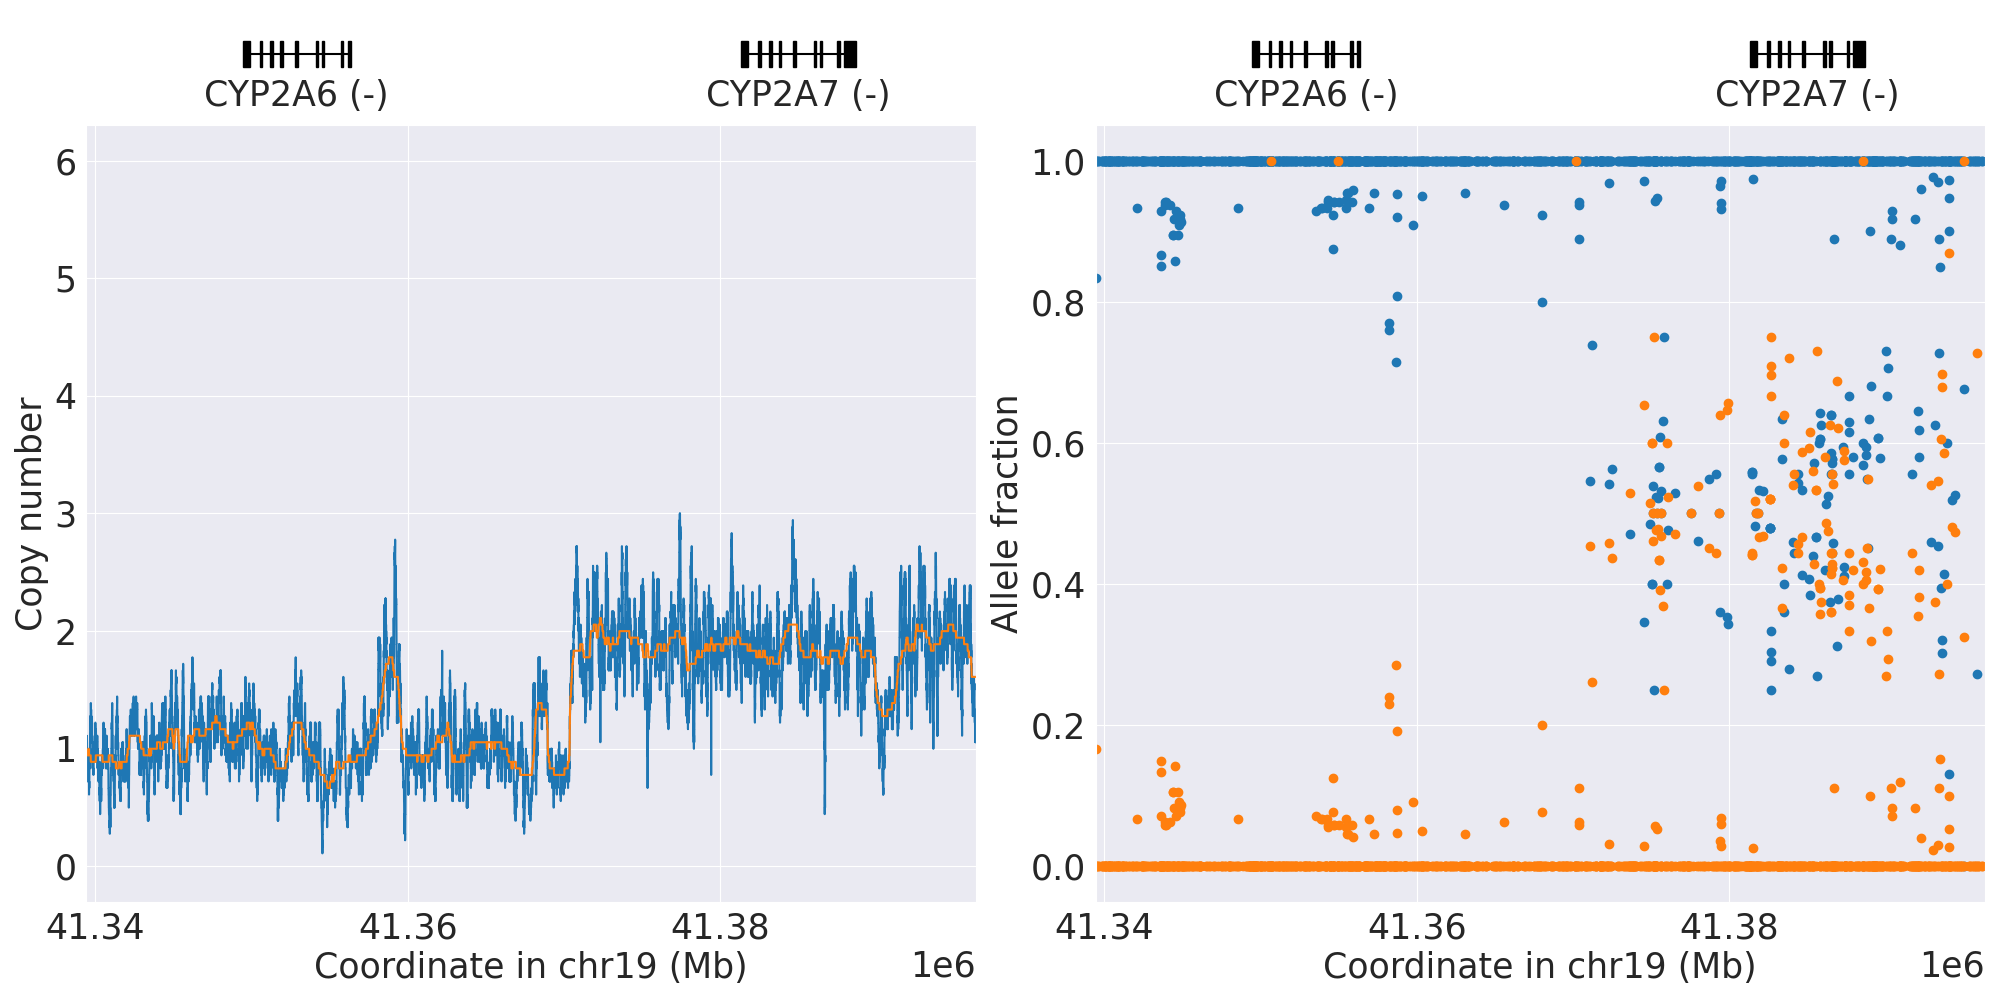 CYP2A6 (-)
CYP2A7 (-)
6
5
4
3
2
1
0
Copy number
41.34
41.36
41.38
Coordinate in chr19 (Mb)
1e6
CYP2A6 (-)
CYP2A7 (-)
1.0
0.8
0.6
0.4
0.2
0.0
Allele fraction
41.34
41.36
41.38
Coordinate in chr19 (Mb)
1e6